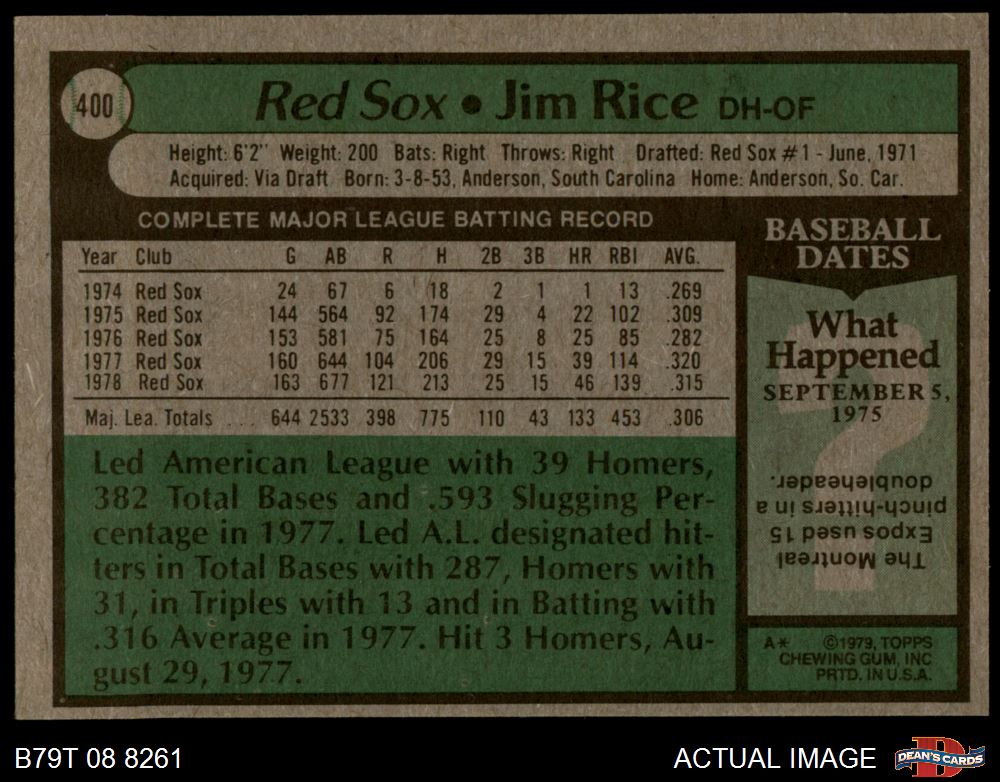 400
Red Sox • Jim Rice DH-OF
Height: 6'2" Weight: 200 Bats: Right Throws: Right Drafted: Red Sox #1 - June, 1971
Acquired: Via Draft Born: 3-8-53, Anderson, South Carolina Home: Anderson, So. Car.
COMPLETE MAJOR LEAGUE BATTING RECORD
Year Club G AB R H 2B 3B HR RBI AVG.
1974 Red Sox 24 67 6 18 2 1 1 13 .269
1975 Red Sox 144 564 92 174 29 4 22 102 .309
1976 Red Sox 153 581 75 164 25 8 25 85 .282
1977 Red Sox 160 644 104 206 29 15 39 114 .320
1978 Red Sox 163 677 121 213 25 15 46 139 .315
Maj. Lea. Totals . . . 644 2533 398 775 110 43 133 453 .306
Led American League with 39 Homers,
382 Total Bases and .593 Slugging Per-
centage in 1977. Led A.L. designated hit-
ters in Total Bases with 287, Homers with
31, in Triples with 13 and in Batting with
.316 Average in 1977. Hit 3 Homers, Au-
gust 29, 1977.
BASEBALL
DATES
What
Happened
SEPTEMBER 5,
1975
?
The Montreal
Expos used 15
pinch-hitters in a
doubleheader.
A* ©1979, TOPPS
CHEWING GUM, INC
PRTD. IN U.S.A.
B79T 08 8261
ACTUAL IMAGE
D
DEAN'S CARDS